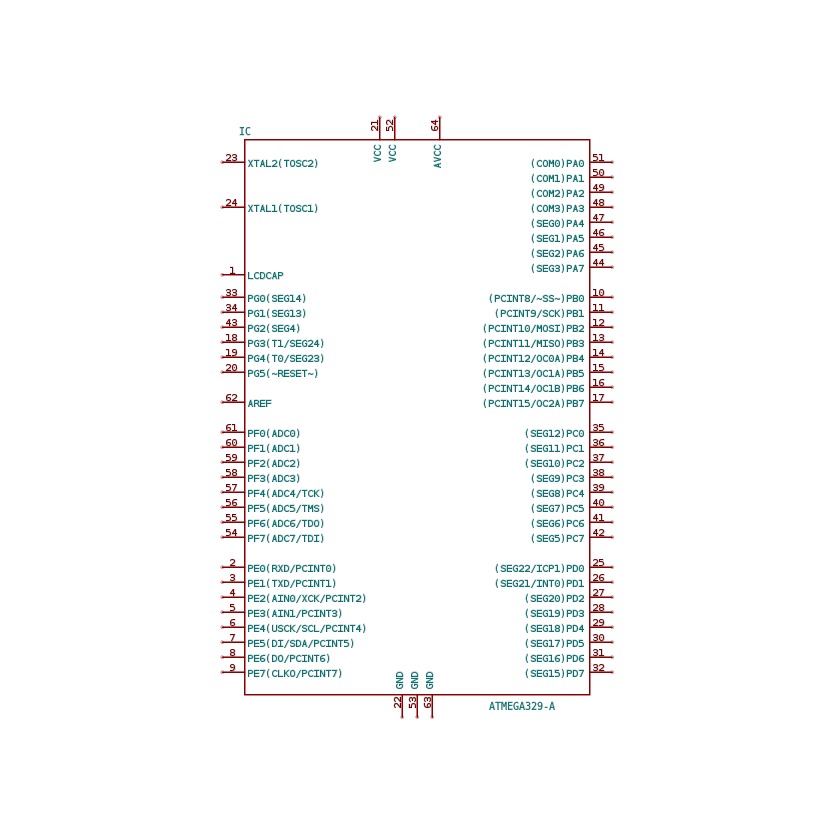 21 52 64
IC
VCC VCC AVCC
23 XTAL2(TOSC2) (COM0)PA0 51
(COM1)PA1 50
(COM2)PA2 49
24 XTAL1(TOSC1) (COM3)PA3 48
(SEG0)PA4 47
(SEG1)PA5 46
(SEG2)PA6 45
(SEG3)PA7 44
1 LCDCAP
33 PG0(SEG14) (PCINT8/~SS~)PB0 10
34 PG1(SEG13) (PCINT9/SCK)PB1 11
43 PG2(SEG4) (PCINT10/MOSI)PB2 12
18 PG3(T1/SEG24) (PCINT11/MISO)PB3 13
19 PG4(T0/SEG23) (PCINT12/OC0A)PB4 14
20 PG5(~RESET~) (PCINT13/OC1A)PB5 15
(PCINT14/OC1B)PB6 16
62 AREF (PCINT15/OC2A)PB7 17
61 PF0(ADC0) (SEG12)PC0 35
60 PF1(ADC1) (SEG11)PC1 36
59 PF2(ADC2) (SEG10)PC2 37
58 PF3(ADC3) (SEG9)PC3 38
57 PF4(ADC4/TCK) (SEG8)PC4 39
56 PF5(ADC5/TMS) (SEG7)PC5 40
55 PF6(ADC6/TDO) (SEG6)PC6 41
54 PF7(ADC7/TDI) (SEG5)PC7 42
2 PE0(RXD/PCINT0) (SEG22/ICP1)PD0 25
3 PE1(TXD/PCINT1) (SEG21/INT0)PD1 26
4 PE2(AIN0/XCK/PCINT2) (SEG20)PD2 27
5 PE3(AIN1/PCINT3) (SEG19)PD3 28
6 PE4(USCK/SCL/PCINT4) (SEG18)PD4 29
7 PE5(DI/SDA/PCINT5) (SEG17)PD5 30
8 PE6(DO/PCINT6) (SEG16)PD6 31
9 PE7(CLKO/PCINT7) (SEG15)PD7 32
GND GND GND
22 53 63
ATMEGA329-A